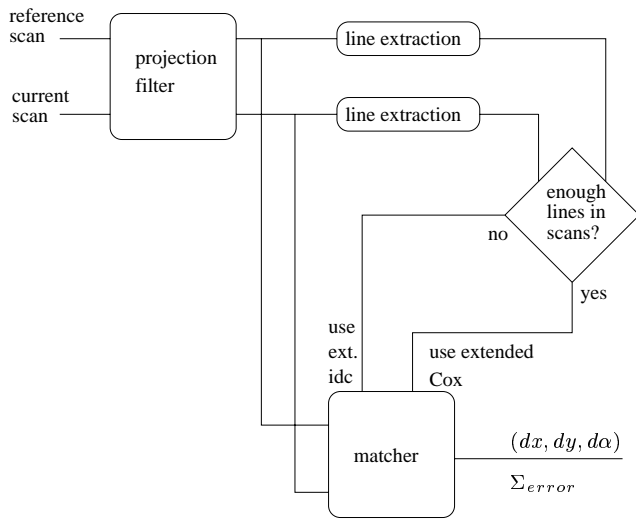 reference
scan
current
scan
projection
filter
line extraction
line extraction
enough
lines in
scans?
no
yes
use
ext.
idc
use extended
Cox
matcher
(dx, dy, dα)
Σerror